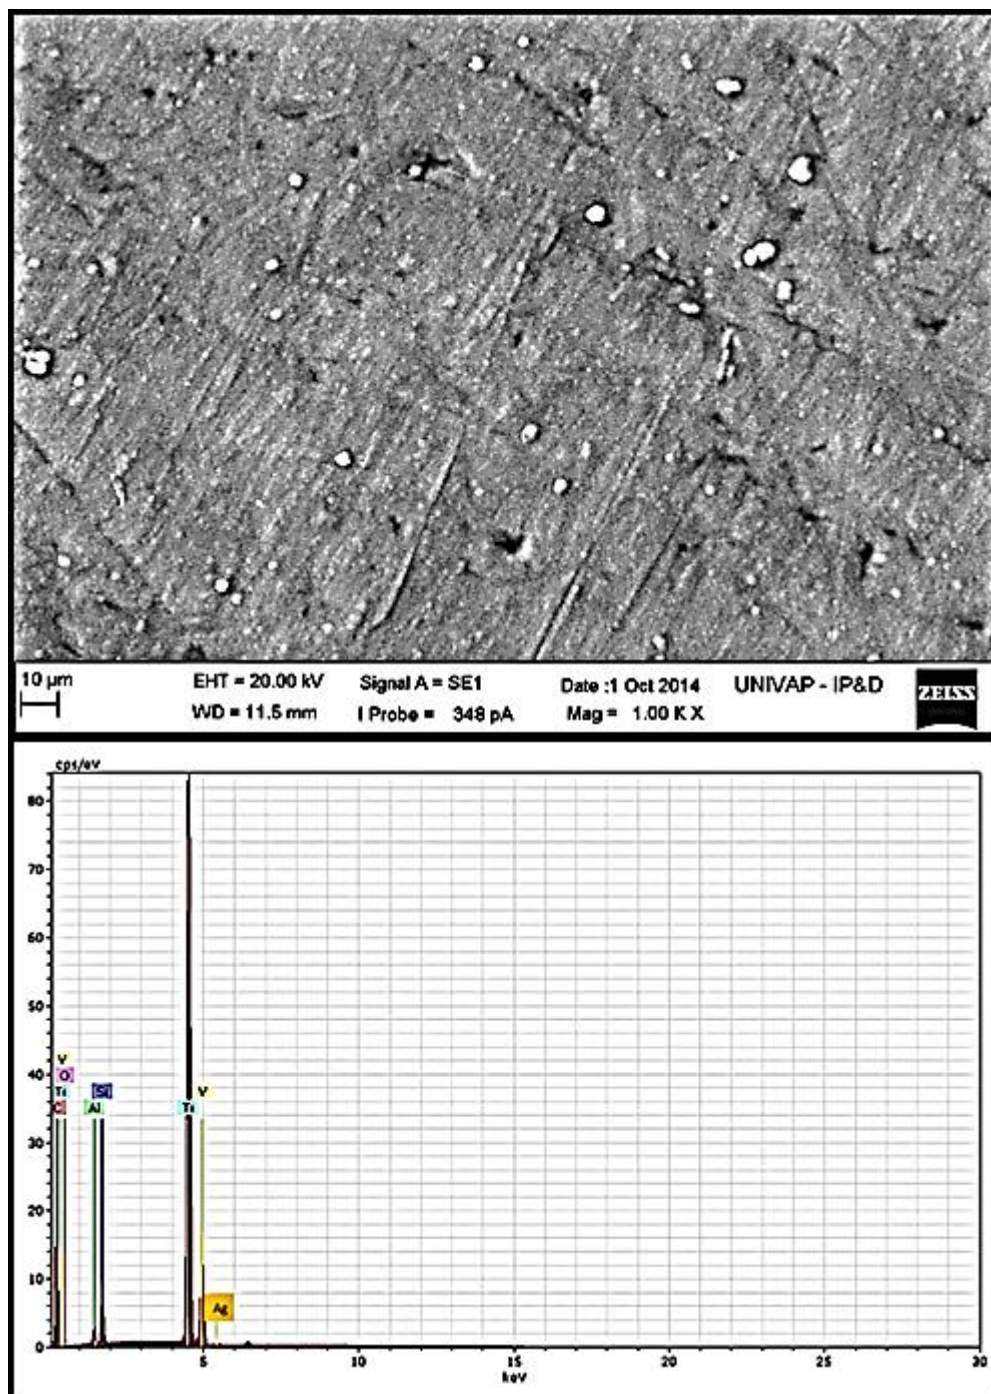 10 µm
EHT = 20.00 kV
Signal A = SE1
Date :1 Oct 2014
UNIVAP - IP&D
ZEISS
WD = 11.5 mm
I Probe = 348 pA
Mag = 1.00 K X
cps/eV
80
70
60
50
40
30
20
10
0
V
O
Ti
Si
V
C
Al
Ti
Ag
5
10
15
20
25
30
keV